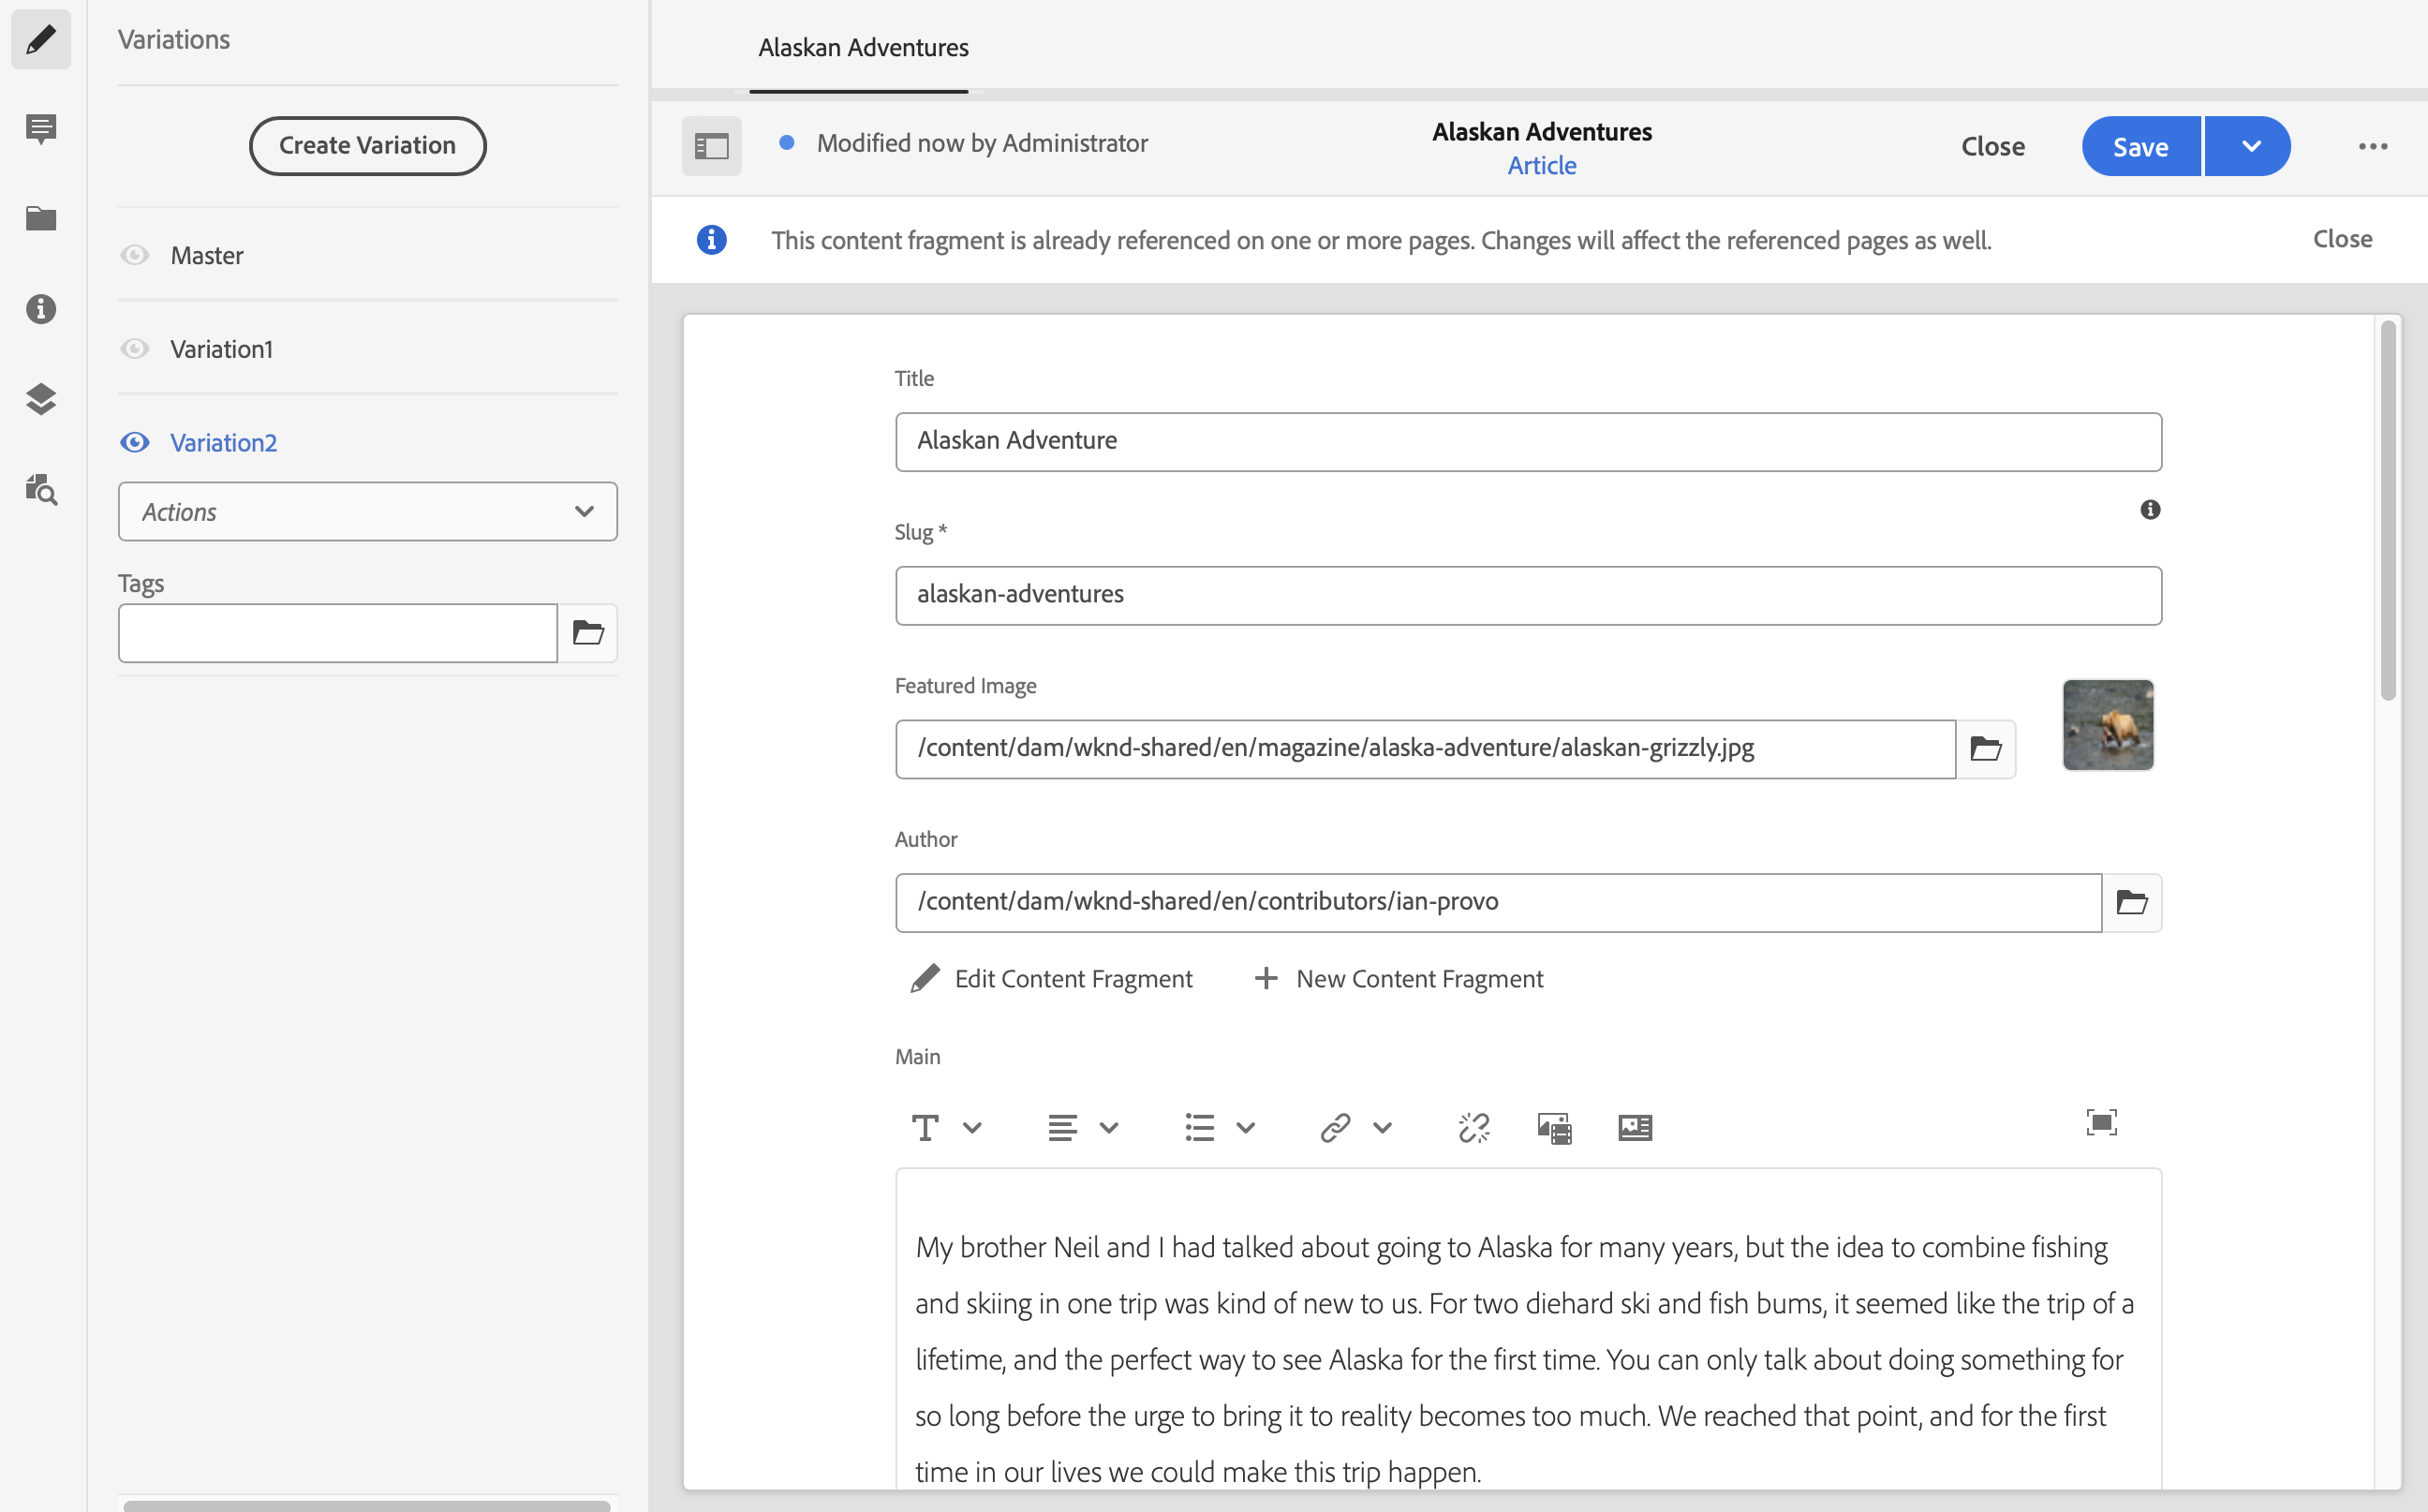 Variations
Create Variation
Master
Variation1
Variation2
Actions
Tags
Alaskan Adventures
Modified now by Administrator
Alaskan Adventures
Article
Close
Save
This content fragment is already referenced on one or more pages. Changes will affect the referenced pages as well.
Close
Title
Alaskan Adventure
Slug *
alaskan-adventures
Featured Image
/content/dam/wknd-shared/en/magazine/alaska-adventure/alaskan-grizzly.jpg
Author
/content/dam/wknd-shared/en/contributors/ian-provo
Edit Content Fragment
New Content Fragment
Main
My brother Neil and I had talked about going to Alaska for many years, but the idea to combine fishing
and skiing in one trip was kind of new to us. For two diehard ski and fish bums, it seemed like the trip of a
lifetime, and the perfect way to see Alaska for the first time. You can only talk about doing something for
so long before the urge to bring it to reality becomes too much. We reached that point, and for the first
time in our lives we could make this trip happen.